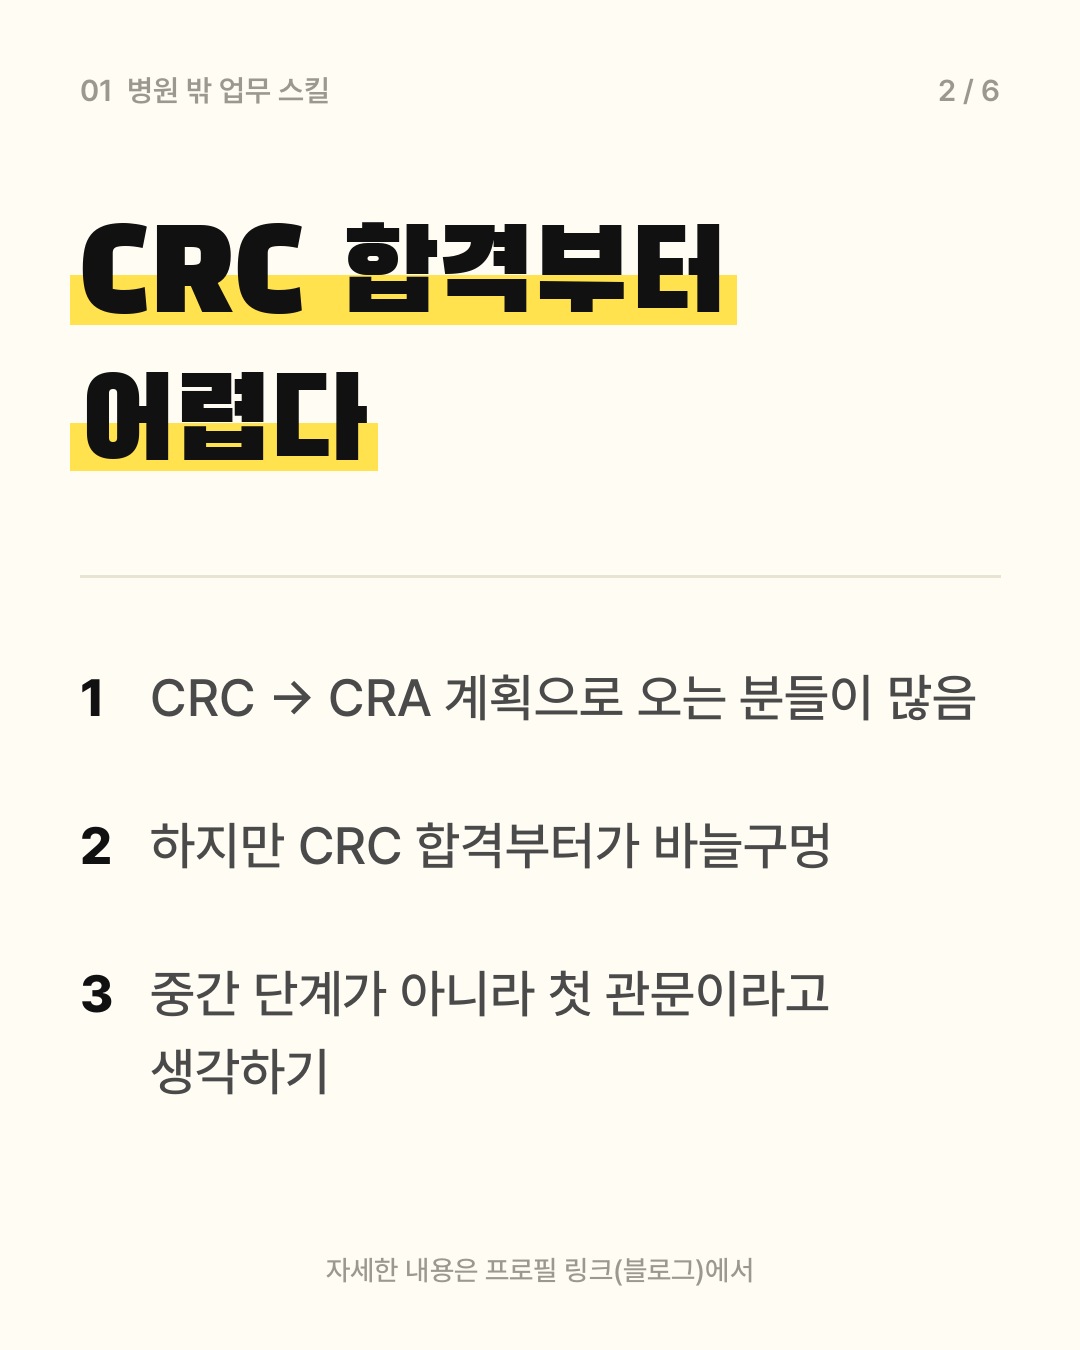 01 병원 밖 업무 스킬
2 / 6
CRC 합격부터
어렵다
1 CRC → CRA 계획으로 오는 분들이 많음
2 하지만 CRC 합격부터가 바늘구멍
3 중간 단계가 아니라 첫 관문이라고
생각하기
자세한 내용은 프로필 링크(블로그)에서